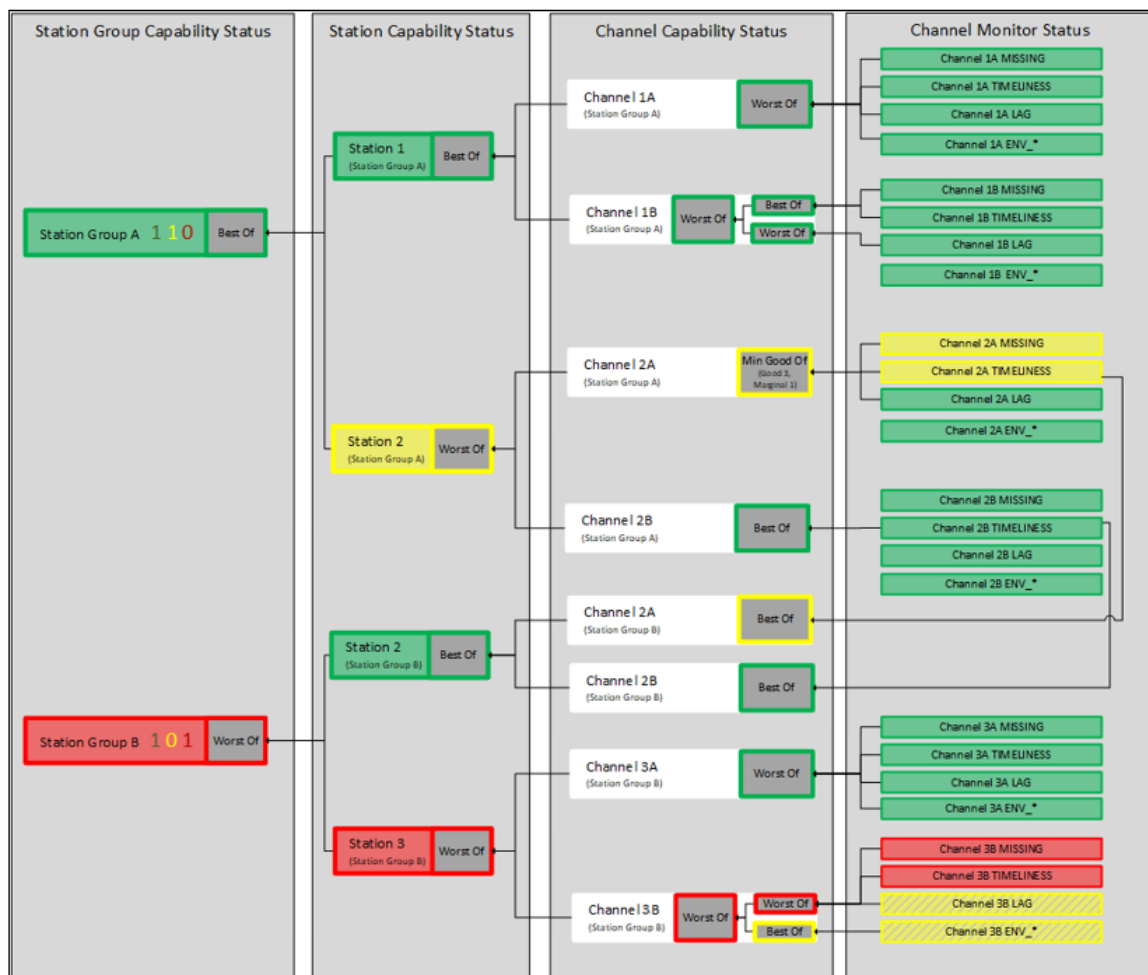 Station Group Capability Status
Station Group A 1 1 0
Best Of
Station Group B 1 0 1
Worst Of
Station Capability Status
Station 1
(Station Group A)
Best Of
Station 2
(Station Group A)
Worst Of
Station 2
(Station Group B)
Best Of
Station 3
(Station Group B)
Worst Of
Channel Capability Status
Channel 1A
(Station Group A)
Worst Of
Channel 1B
(Station Group A)
Worst Of
Best Of
Worst Of
Channel 2A
(Station Group A)
Min Good Of
(Good 3,
Marginal 1)
Channel 2B
(Station Group A)
Best Of
Channel 2A
(Station Group B)
Best Of
Channel 2B
(Station Group B)
Best Of
Channel 3A
(Station Group B)
Worst Of
Channel 3B
(Station Group B)
Worst Of
Worst Of
Best Of
Channel Monitor Status
Channel 1A MISSING
Channel 1A TIMELINESS
Channel 1A LAG
Channel 1A ENV_*
Channel 1B MISSING
Channel 1B TIMELINESS
Channel 1B LAG
Channel 1B ENV_*
Channel 2A MISSING
Channel 2A TIMELINESS
Channel 2A LAG
Channel 2A ENV_*
Channel 2B MISSING
Channel 2B TIMELINESS
Channel 2B LAG
Channel 2B ENV_*
Channel 3A MISSING
Channel 3A TIMELINESS
Channel 3A LAG
Channel 3A ENV_*
Channel 3B MISSING
Channel 3B TIMELINESS
Channel 3B LAG
Channel 3B ENV_*